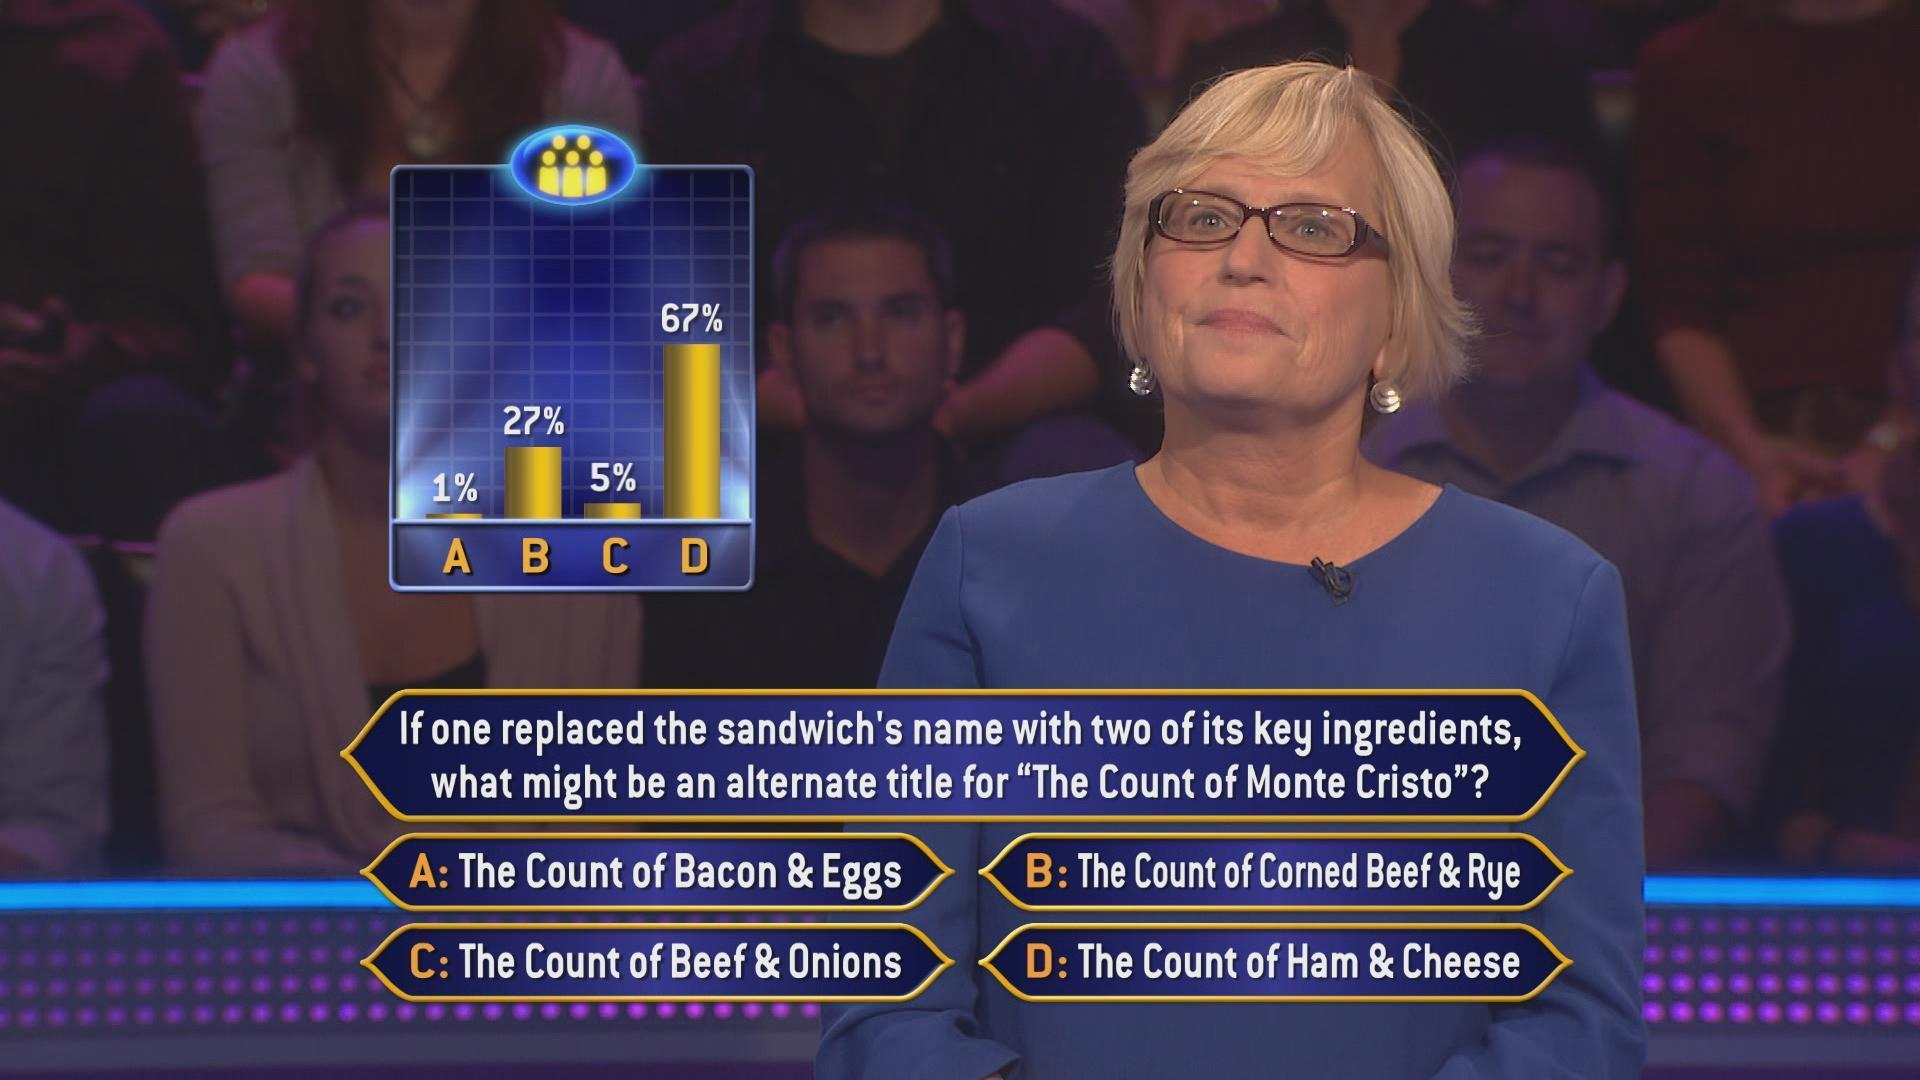 67%
27%
5%
1%
A B C D
If one replaced the sandwich's name with two of its key ingredients,
what might be an alternate title for “The Count of Monte Cristo”?
A: The Count of Bacon & Eggs
B: The Count of Corned Beef & Rye
C: The Count of Beef & Onions
D: The Count of Ham & Cheese